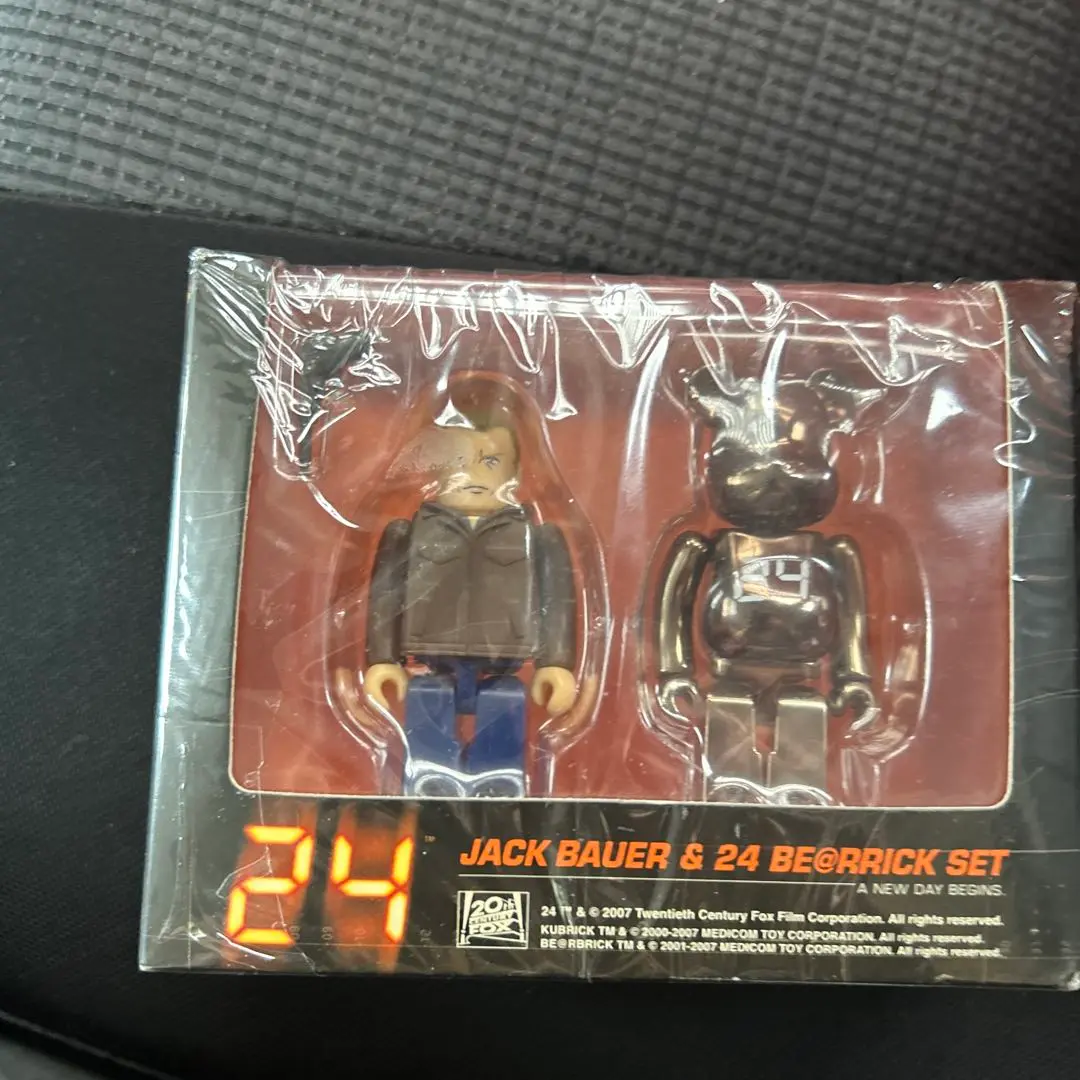 24
24™
JACK BAUER & 24 BE@RRICK SET
A NEW DAY BEGINS.
20th
CENTURY
FOX
24 ™ & © 2007 Twentieth Century Fox Film Corporation. All rights reserved.
KUBRICK TM & © 2000-2007 MEDICOM TOY CORPORATION. All rights reserved.
BE@RBRICK TM & © 2001-2007 MEDICOM TOY CORPORATION. All rights reserved.